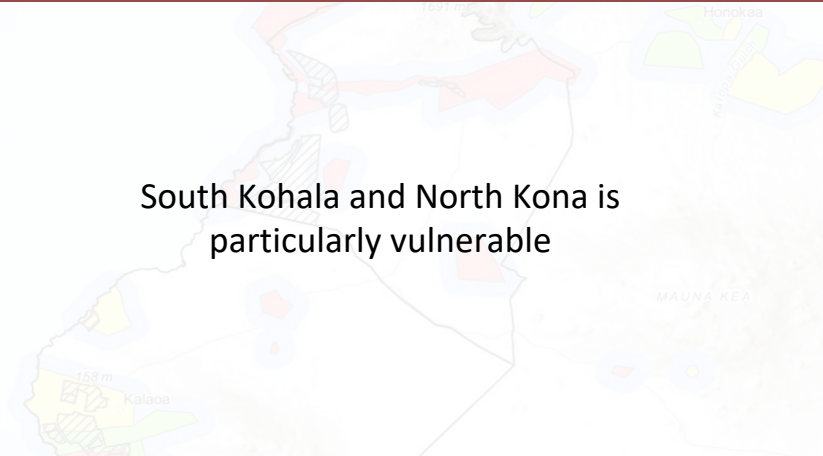 1691 m
Honokaa
South Kohala and North Kona is
particularly vulnerable
MAUNA KEA
158 m
Kalaoa